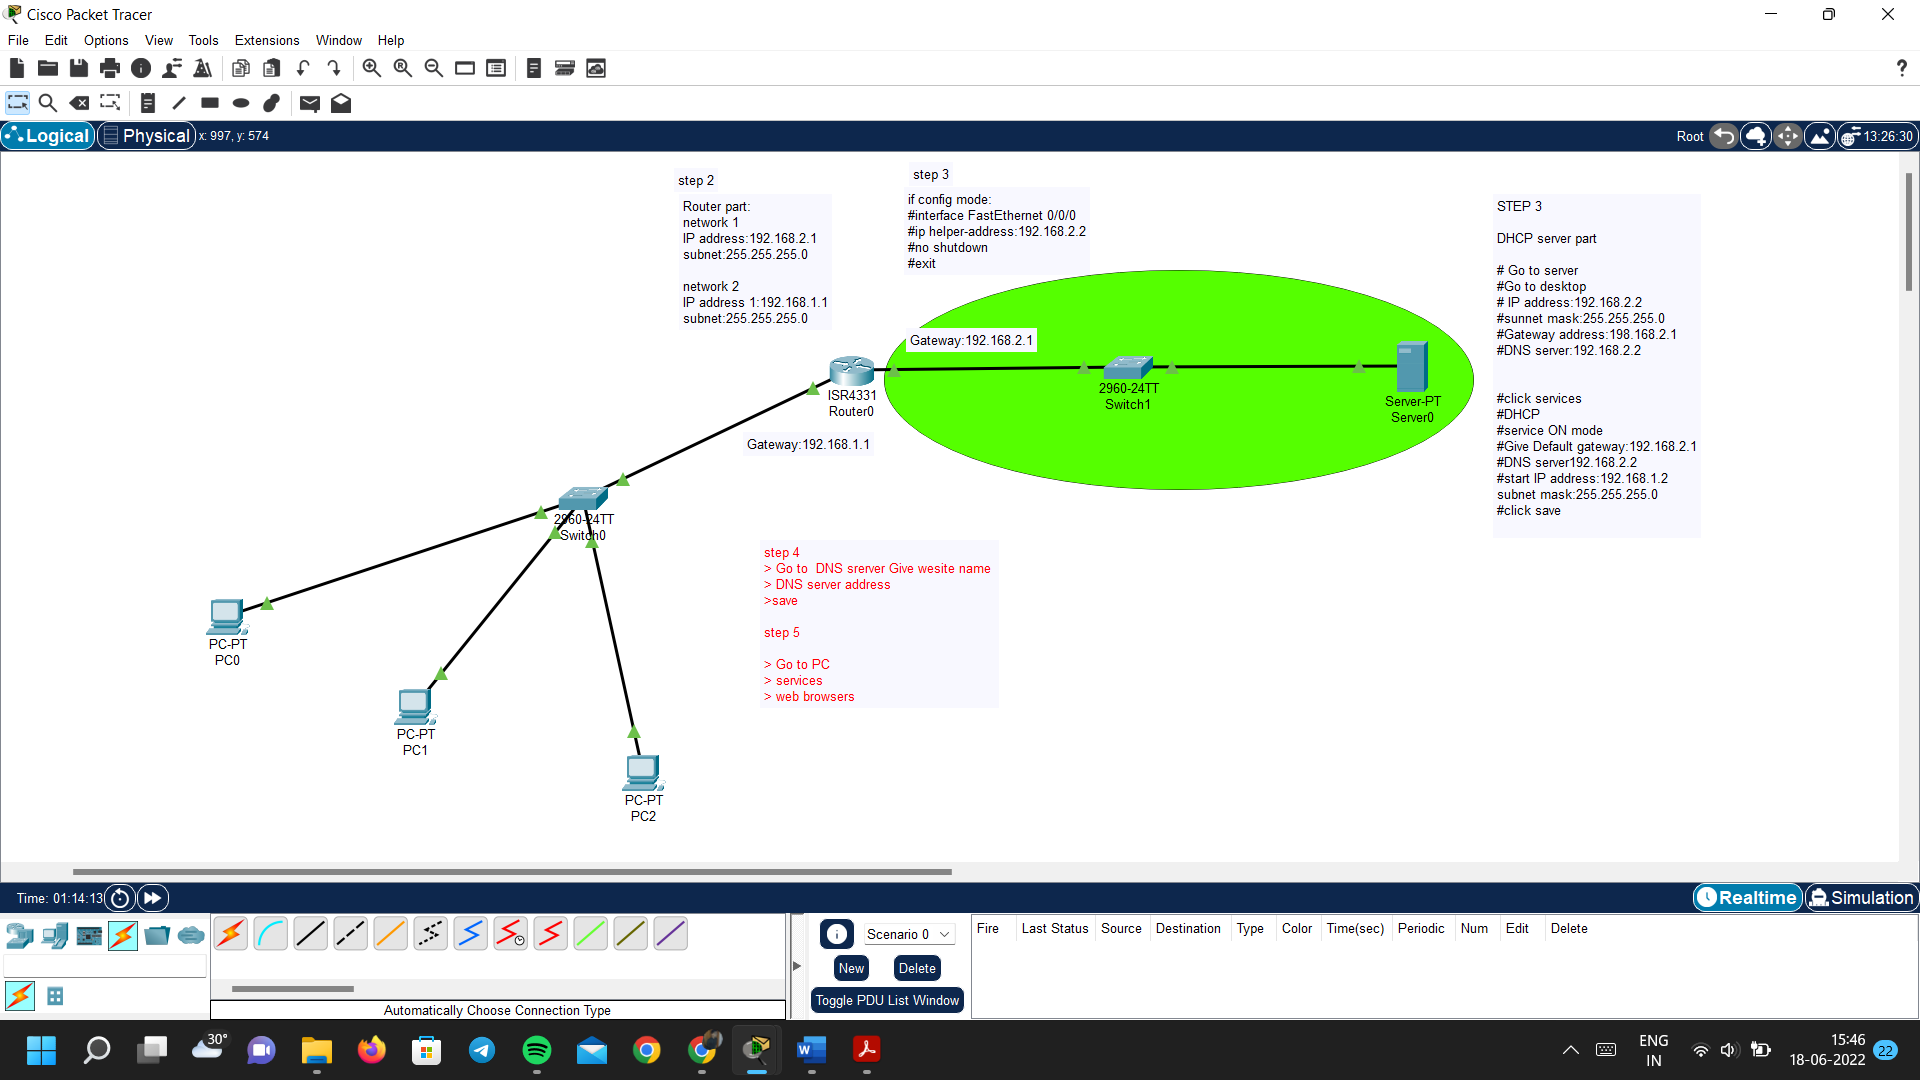 Cisco Packet Tracer
File Edit Options View Tools Extensions Window Help
Logical Physical x: 997, y: 574
Root 13:26:30
step 2
Router part:
network 1
IP address:192.168.2.1
subnet:255.255.255.0
network 2
IP address 1:192.168.1.1
subnet:255.255.255.0
step 3
if config mode:
#interface FastEthernet 0/0/0
#ip helper-address:192.168.2.2
#no shutdown
#exit
STEP 3
DHCP server part
# Go to server
#Go to desktop
# IP address:192.168.2.2
#sunnet mask:255.255.255.0
#Gateway address:198.168.2.1
#DNS server:192.168.2.2
#click services
#DHCP
#service ON mode
#Give Default gateway:192.168.2.1
#DNS server192.168.2.2
#start IP address:192.168.1.2
subnet mask:255.255.255.0
#click save
Gateway:192.168.2.1
ISR4331
Router0
2960-24TT
Switch1
Server-PT
Server0
Gateway:192.168.1.1
2960-24TT
Switch0
step 4
> Go to  DNS srerver Give wesite name
> DNS server address
>save
step 5
> Go to PC
> services
> web browsers
PC-PT
PC0
PC-PT
PC1
PC-PT
PC2
Time: 01:14:13
Realtime Simulation
Scenario 0
New Delete
Toggle PDU List Window
Fire Last Status Source Destination Type Color Time(sec) Periodic Num Edit Delete
Automatically Choose Connection Type
30°
ENG
IN
15:46
18-06-2022
22